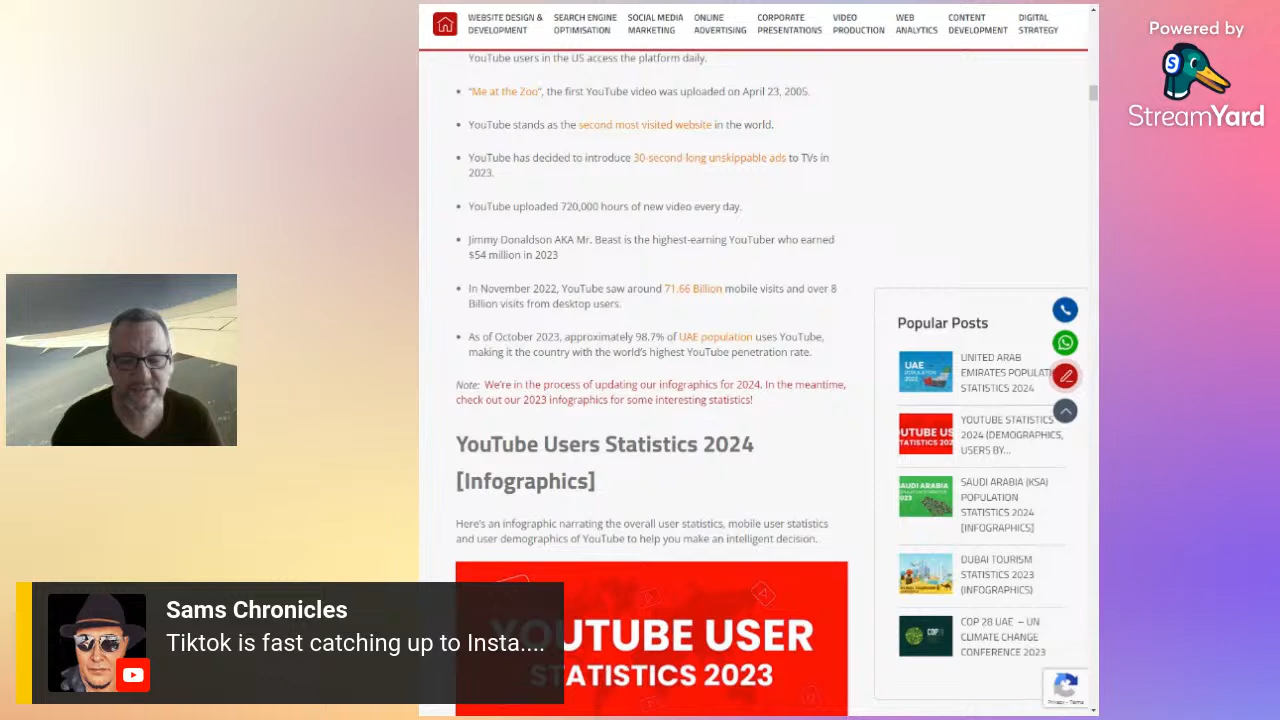 WEBSITE DESIGN &
DEVELOPMENT
SEARCH ENGINE
OPTIMISATION
SOCIAL MEDIA
MARKETING
ONLINE
ADVERTISING
CORPORATE
PRESENTATIONS
VIDEO
PRODUCTION
WEB
ANALYTICS
CONTENT
DEVELOPMENT
DIGITAL
STRATEGY
Powered by
StreamYard
YouTube users in the US access the platform daily.
• “Me at the Zoo”, the first YouTube video was uploaded on April 23, 2005.
• YouTube stands as the second most visited website in the world.
• YouTube has decided to introduce 30-second-long unskippable ads to TVs in
2023.
• YouTube uploaded 720,000 hours of new video every day.
• Jimmy Donaldson AKA Mr. Beast is the highest-earning YouTuber who earned
$54 million in 2023
• In November 2022, YouTube saw around 71.66 Billion mobile visits and over 8
Billion visits from desktop users.
• As of October 2023, approximately 98.7% of UAE population uses YouTube,
making it the country with the world’s highest YouTube penetration rate.
Note: We’re in the process of updating our infographics for 2024. In the meantime,
check out our 2023 infographics for some interesting statistics!
YouTube Users Statistics 2024
[Infographics]
Here’s an infographic narrating the overall user statistics, mobile user statistics
and user demographics of YouTube to help you make an intelligent decision.
YOUTUBE USER
STATISTICS 2023
Popular Posts
UAE
UNITED ARAB
EMIRATES POPULAT
STATISTICS 2024
OUTUBE US
TATISTICS 202
YOUTUBE STATISTICS
2024 (DEMOGRAPHICS,
USERS BY...
SAUDI ARABIA
SAUDI ARABIA (KSA)
POPULATION
STATISTICS 2024
[INFOGRAPHICS]
DUBAI TOURISM
STATISTICS 2023
(INFOGRAPHICS)
COP
COP 28 UAE – UN
CLIMATE CHANGE
CONFERENCE 2023
Privacy - Terms
Sams Chronicles
Tiktok is fast catching up to Insta....